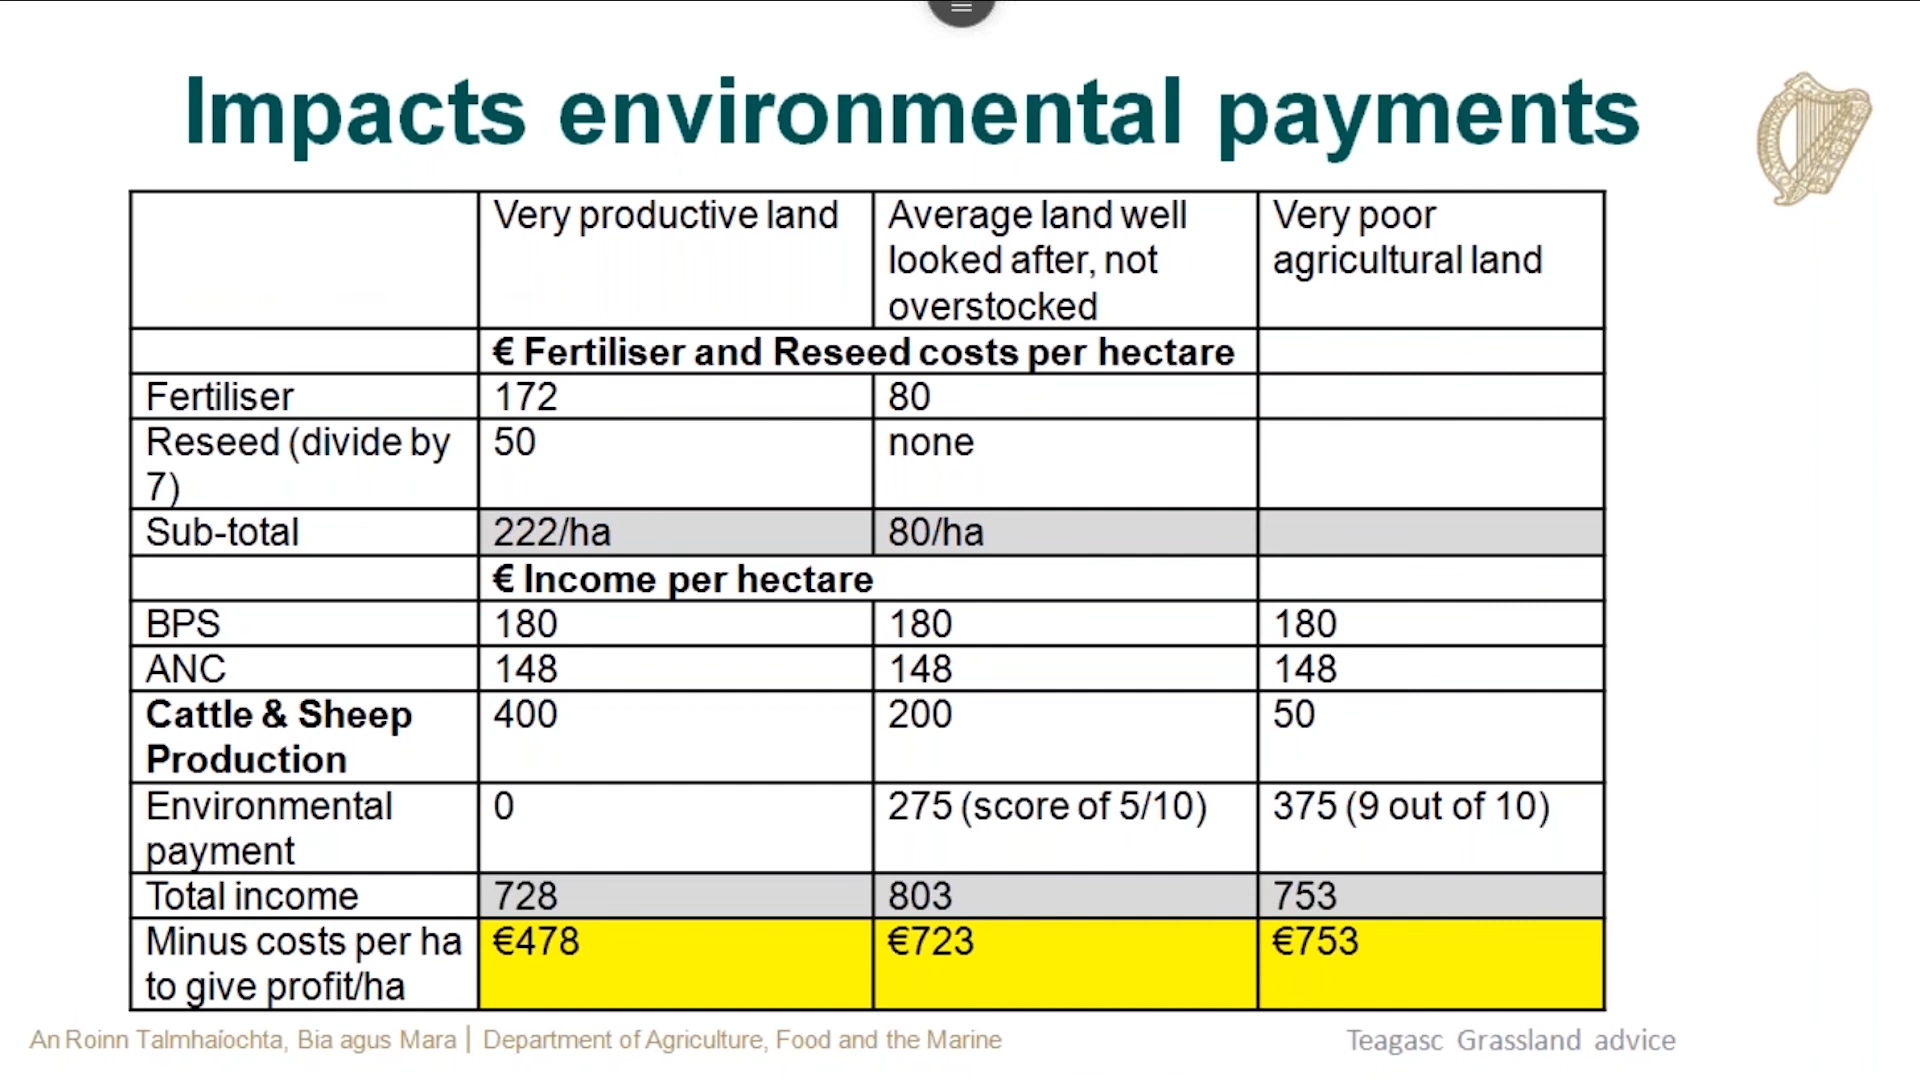 Impacts environmental payments
Very productive land
Average land well
looked after, not
overstocked
Very poor
agricultural land
€ Fertiliser and Reseed costs per hectare
Fertiliser 172 80
Reseed (divide by 50 none
7)
Sub-total 222/ha 80/ha
€ Income per hectare
BPS 180 180 180
ANC 148 148 148
Cattle & Sheep 400 200 50
Production
Environmental 0 275 (score of 5/10) 375 (9 out of 10)
payment
Total income 728 803 753
Minus costs per ha €478 €723 €753
to give profit/ha
An Roinn Talmhaíochta, Bia agus Mara | Department of Agriculture, Food and the Marine
Teagasc Grassland advice